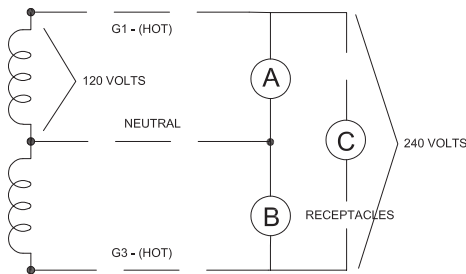 G1 - (HOT)
A
120 VOLTS
NEUTRAL
C
240 VOLTS
B
RECEPTACLES
G3 - (HOT)